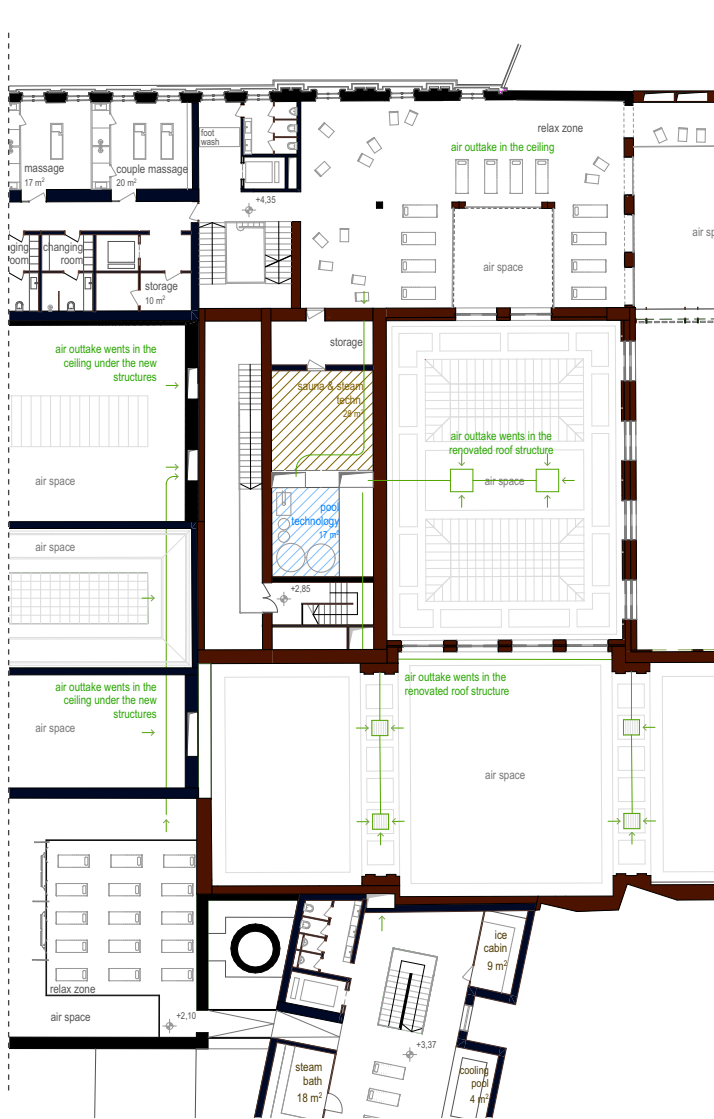 foot
wash
relax zone
air outtake in the ceiling
massage
17 m²
couple massage
20 m²
+4,35
air sp
ging
room
changing
room
air space
storage
10 m²
storage
air outtake wents in the
ceiling under the new
structures
sauna & steam
techn.
28 m²
air outtake wents in the
renovated roof structure
air space
air space
pool
technology
17 m²
air space
+2,85
air outtake wents in the
ceiling under the new
structures
air outtake wents in the
renovated roof structure
air space
air space
ice
cabin
9 m²
relax zone
air space
+2,10
+3,37
steam
bath
18 m²
cooling
pool
4 m²